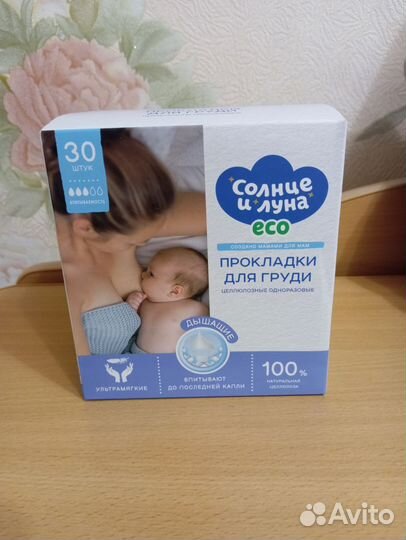 30
ШТУК
ВПИТЫВАЕМОСТЬ
Солнце
и луна
eco
СОЗДАНО МАМАМИ ДЛЯ МАМ
ПРОКЛАДКИ
ДЛЯ ГРУДИ
ЦЕЛЛЮЛОЗНЫЕ ОДНОРАЗОВЫЕ
ДЫШАЩИЕ
УЛЬТРАМЯГКИЕ
ВПИТЫВАЮТ
ДО ПОСЛЕДНЕЙ КАПЛИ
100%
НАТУРАЛЬНАЯ
ЦЕЛЛЮЛОЗА
Avito